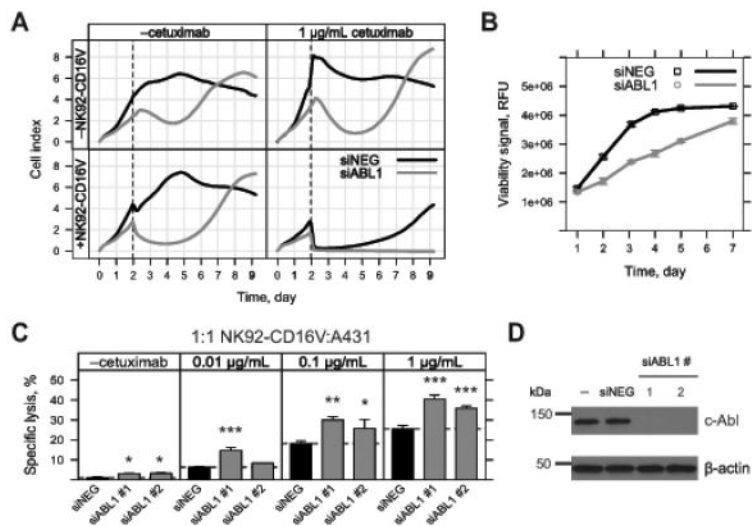 A
–cetuximab
1 µg/mL cetuximab
–NK92-CD16V
+NK92-CD16V
Cell index
8
6
4
2
0
8
6
4
2
0
siNEG
siABL1
0 1 2 3 4 5 6 7 8 9
0 1 2 3 4 5 6 7 8 9
Time, day
B
siNEG
siABL1
Viability signal, RFU
5e+06
4e+06
3e+06
2e+06
1e+06
1 2 3 4 5 7
Time, day
C
1:1 NK92-CD16V:A431
–cetuximab
0.01 µg/mL
0.1 µg/mL
1 µg/mL
Specific lysis, %
50
40
30
20
10
* *
***
** *
*** ***
siNEG siABL1 #1 siABL1 #2
siNEG siABL1 #1 siABL1 #2
siNEG siABL1 #1 siABL1 #2
siNEG siABL1 #1 siABL1 #2
D
siABL1 #
kDa – siNEG 1 2
150
c-Abl
50
β-actin